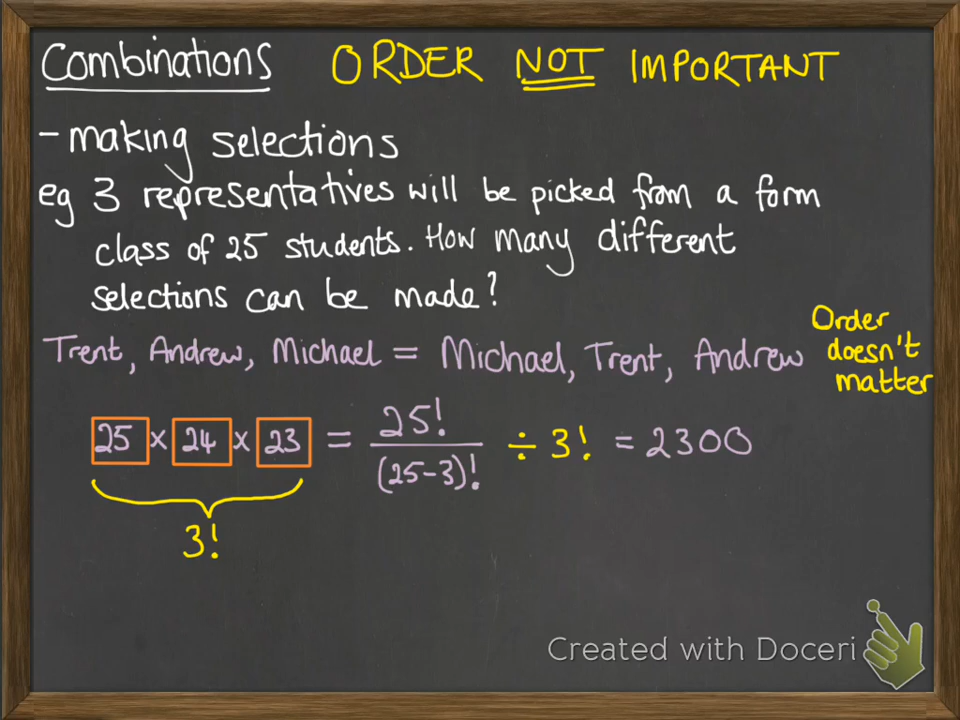 Combinations ORDER NOT IMPORTANT
- making selections
eg 3 representatives will be picked from a form
class of 25 students. How many different
selections can be made?
Trent, Andrew, Michael = Michael, Trent, Andrew
Order
doesn't
matter
25 × 24 × 23 = 25! / (25-3)! ÷ 3! = 2300
3!
Created with Doceri